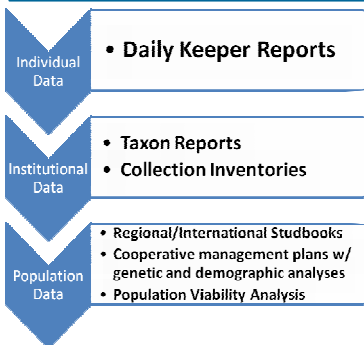 Individual
Data
• Daily Keeper Reports
Institutional
Data
• Taxon Reports
• Collection Inventories
Population
Data
• Regional/International Studbooks
• Cooperative management plans w/
genetic and demographic analyses
• Population Viability Analysis